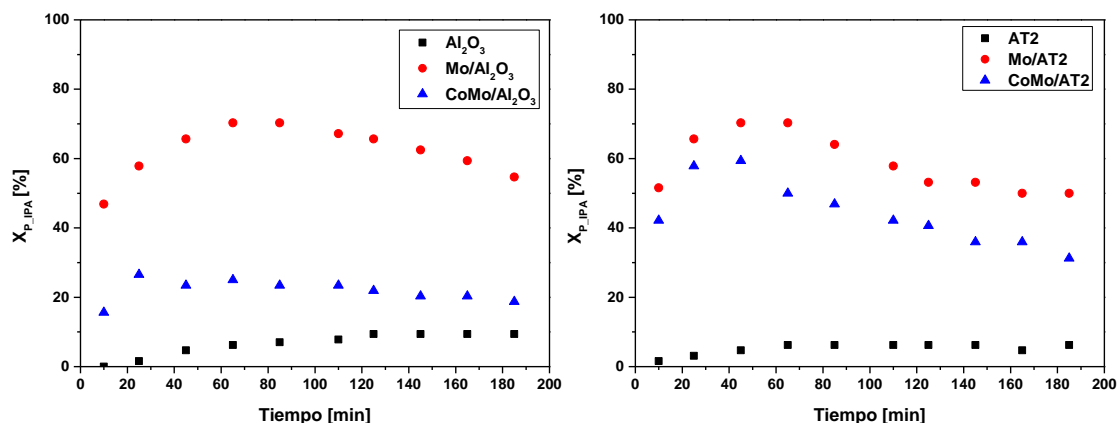 100
80
60
40
20
0
X_P_IPA [%]
Al₂O₃
Mo/Al₂O₃
CoMo/Al₂O₃
0 20 40 60 80 100 120 140 160 180 200
Tiempo [min]
100
80
60
40
20
0
X_P_IPA [%]
AT2
Mo/AT2
CoMo/AT2
0 20 40 60 80 100 120 140 160 180 200
Tiempo [min]